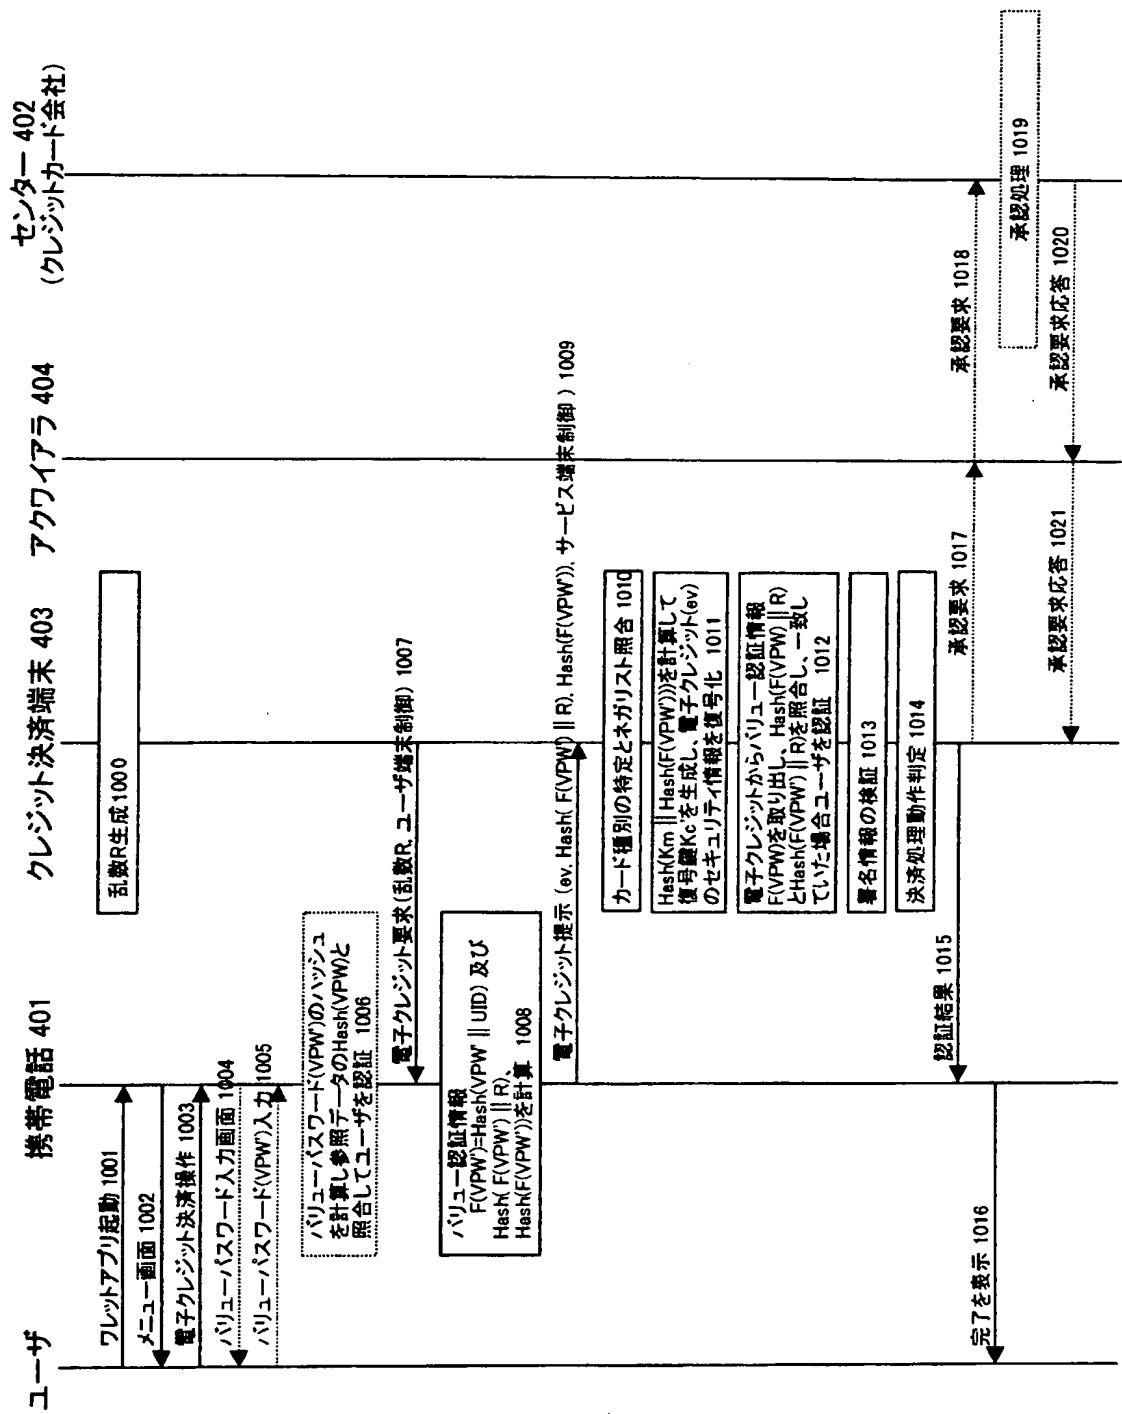 ユーザ
携帯電話 401
クレジット決済端末 403
アクワイアラ 404
センター 402
(クレジットカード会社)
乱数R生成 1000
ワレットアプリ起動 1001
メニュー画面 1002
電子クレジット決済操作 1003
バリューパスワード入力画面 1004
バリューパスワード(VPW')入力 1005
バリューパスワード(VPW')のハッシュ
を計算し参照データのHash(VPW)と
照合してユーザを認証 1006
電子クレジット要求(乱数R、ユーザ端末制御) 1007
バリュー認証情報
F(VPW')=Hash(VPW' || UID) 及び
Hash( F(VPW') || R)、
Hash(F(VPW'))を計算 1008
電子クレジット提示 (ev, Hash( F(VPW') || R), Hash(F(VPW')), サービス端末制御 ) 1009
カード種別の特定とネガリスト照合 1010
Hash(Km || Hash(F(VPW')))を計算して
復号鍵Kc'を生成し、電子クレジット(ev)
のセキュリティ情報を復号化 1011
電子クレジットからバリュー認証情報
F(VPW)を取り出し、Hash(F(VPW) || R)
とHash(F(VPW') || R)を照合し、一致し
ていた場合ユーザを認証 1012
署名情報の検証 1013
決済処理動作判定 1014
認証結果 1015
完了を表示 1016
承認要求 1017
承認要求 1018
承認処理 1019
承認要求応答 1020
承認要求応答 1021